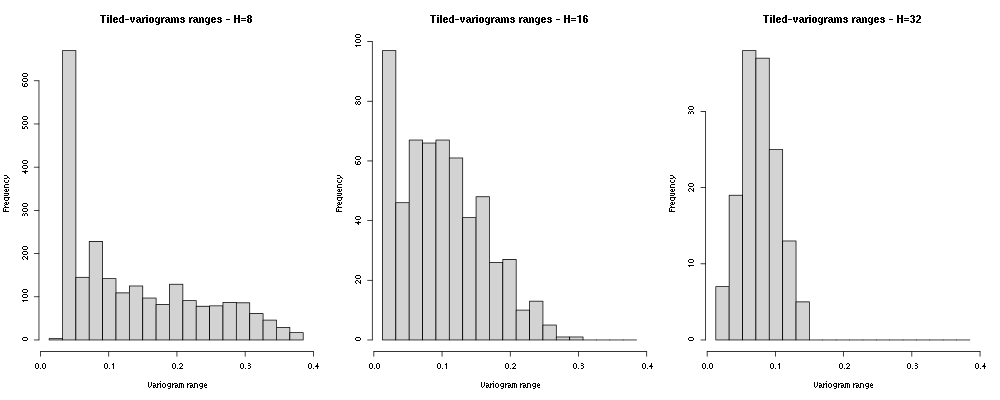 Tiled-variograms ranges - H=8
Frequency
600
500
400
300
200
100
0
0.0 0.1 0.2 0.3 0.4
Variogram range
Tiled-variograms ranges - H=16
Frequency
100
80
60
40
20
0
0.0 0.1 0.2 0.3 0.4
Variogram range
Tiled-variograms ranges - H=32
Frequency
30
20
10
0
0.0 0.1 0.2 0.3 0.4
Variogram range